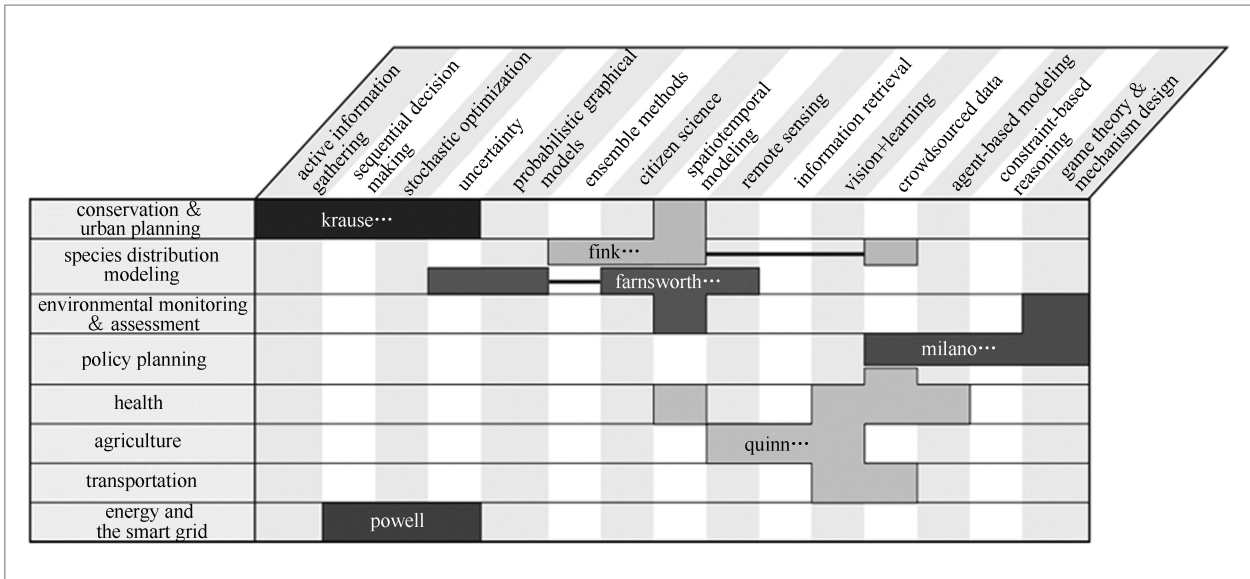 active information
gathering
sequential decision
making
stochastic optimization
uncertainty
probabilistic graphical
models
ensemble methods
citizen science
spatiotemporal
modeling
remote sensing
information retrieval
vision+learning
crowdsourced data
agent-based modeling
constraint-based
reasoning
game theory &
mechanism design
conservation &
urban planning
krause···
species distribution
modeling
fink···
farnsworth···
environmental monitoring
& assessment
policy planning
milano···
health
agriculture
quinn···
transportation
energy and
the smart grid
powell